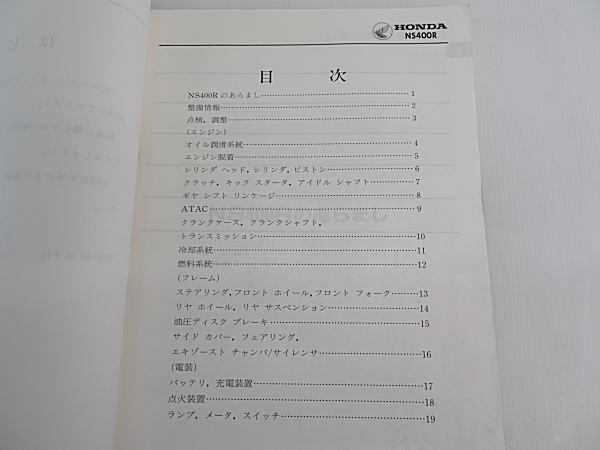 HONDA
NS400R
目 次
NS400Rのあらまし……………………………………1
整備情報……………………………………2
点検，調整……………………………………3
(エンジン)
オイル潤滑系統……………………………………4
エンジン脱着……………………………………5
シリンダ ヘッド，シリンダ，ピストン……………………6
クラッチ，キック スタータ，アイドル シャフト…………7
ギヤ シフト リンケージ……………………………………8
ATAC……………………………………9
クランクケース，クランクシャフト，
トランスミッション……………………………………10
冷却系統……………………………………11
燃料系統……………………………………12
(フレーム)
ステアリング，フロント ホイール，フロント フォーク………13
リヤ ホイール，リヤ サスペンション……………………14
油圧ディスク ブレーキ……………………………………15
サイド カバー，フェアリング，
エキゾースト チャンバ/サイレンサ……………………16
(電装)
バッテリ，充電装置……………………………………17
点火装置……………………………………18
ランプ，メータ，スイッチ……………………………………19